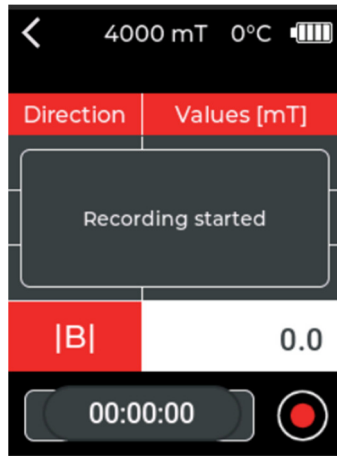 4000 mT 0°C
Direction Values [mT]
Recording started
|B| 0.0
00:00:00